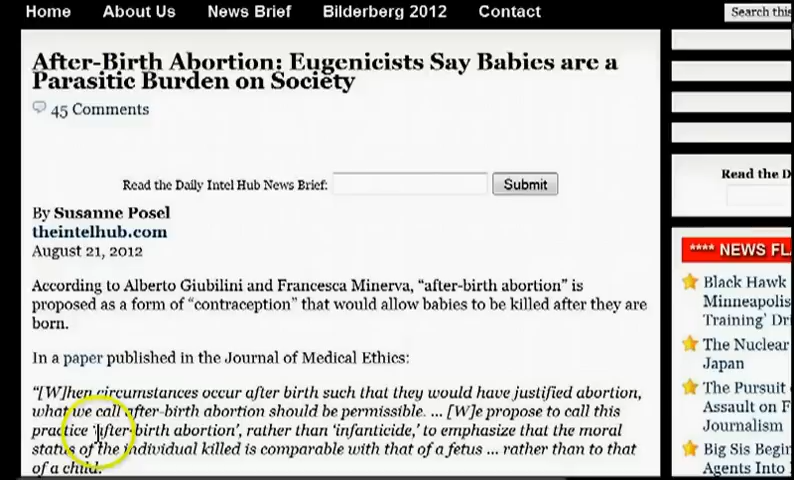 Home About Us News Brief Bilderberg 2012 Contact
Search this
After-Birth Abortion: Eugenicists Say Babies are a
Parasitic Burden on Society
45 Comments
Read the Daily Intel Hub News Brief: Submit
By Susanne Posel
theintelhub.com
August 21, 2012
According to Alberto Giubilini and Francesca Minerva, “after-birth abortion” is
proposed as a form of “contraception” that would allow babies to be killed after they are
born.
In a paper published in the Journal of Medical Ethics:
“[W]hen circumstances occur after birth such that they would have justified abortion,
what we call after-birth abortion should be permissible. ... [W]e propose to call this
practice ‘after-birth abortion’, rather than ‘infanticide,’ to emphasize that the moral
status of the individual killed is comparable with that of a fetus ... rather than to that
of a child.
Read the D
**** NEWS FL
Black Hawk
Minneapolis
Training’ Dri
The Nuclear
Japan
The Pursuit
Assault on F
Journalism
Big Sis Begin
Agents Into